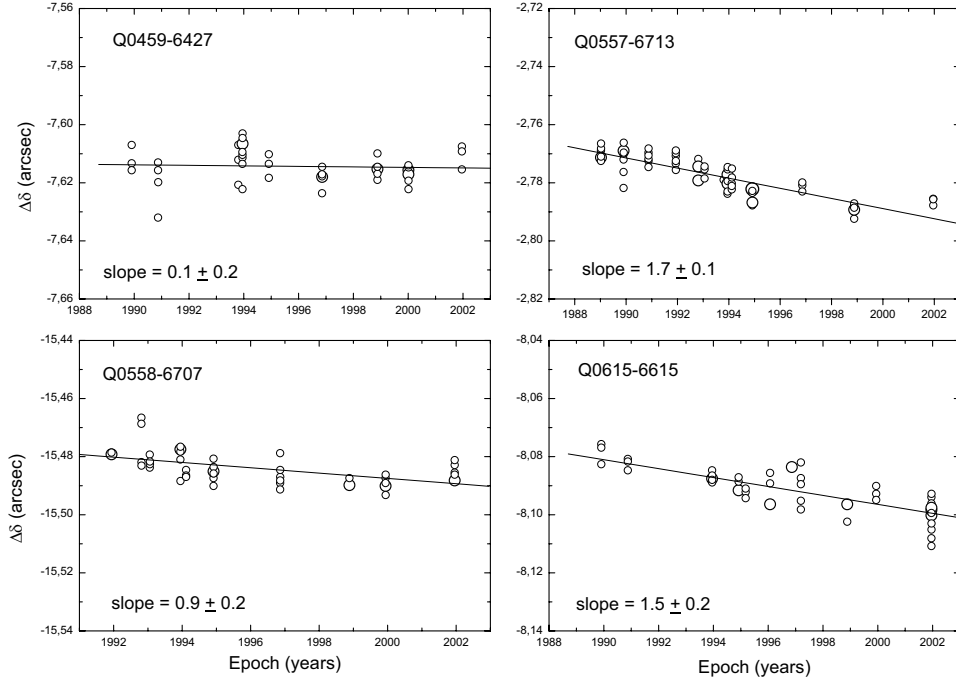 Q0459-6427
Δδ (arcsec)
-7,56
-7,58
-7,60
-7,62
-7,64
-7,66
slope = 0.1 ± 0.2
1988 1990 1992 1994 1996 1998 2000 2002
Q0557-6713
Δδ (arcsec)
-2,72
-2,74
-2,76
-2,78
-2,80
-2,82
slope = 1.7 ± 0.1
1988 1990 1992 1994 1996 1998 2000 2002
Q0558-6707
Δδ (arcsec)
-15,44
-15,46
-15,48
-15,50
-15,52
-15,54
slope = 0.9 ± 0.2
1992 1994 1996 1998 2000 2002
Epoch (years)
Q0615-6615
Δδ (arcsec)
-8,04
-8,06
-8,08
-8,10
-8,12
-8,14
slope = 1.5 ± 0.2
1988 1990 1992 1994 1996 1998 2000 2002
Epoch (years)